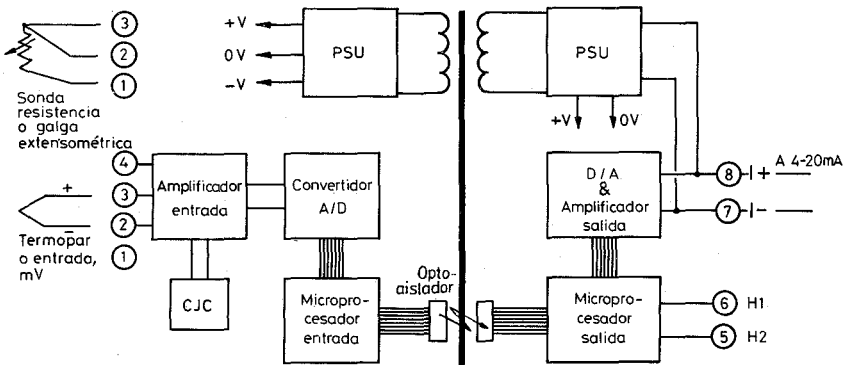 3
2
1
Sonda
resistencia
o galga
extensométrica
+V
0V
-V
PSU
PSU
+V 0V
4
3
2
1
+
-
Termopar
o entrada,
mV
Amplificador
entrada
CJC
Convertidor
A/D
Micropro-
cesador
entrada
Opto-
aislador
D/A
&
Amplificador
salida
8 I+ A 4-20mA
7 I-
Micropro-
cesador
salida
6 H1
5 H2